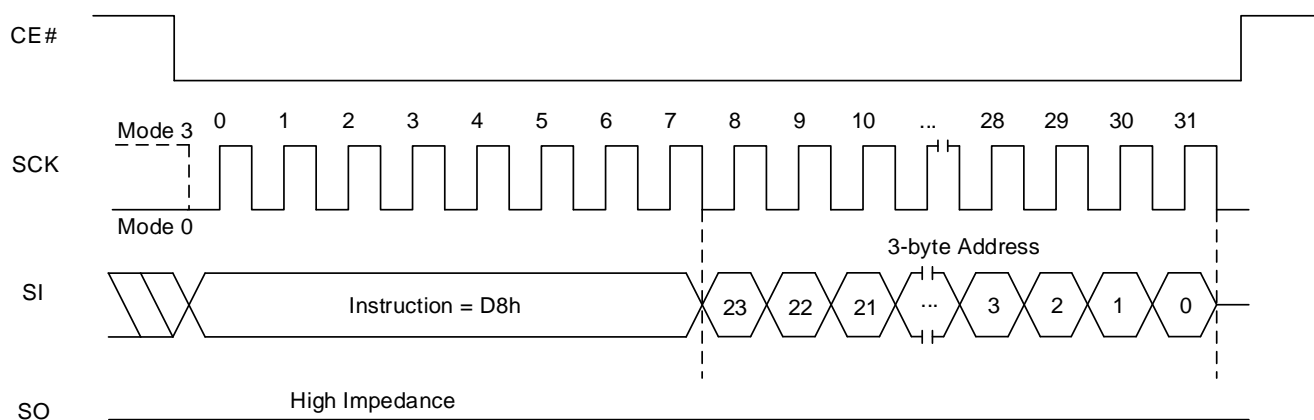 CE#
0 1 2 3 4 5 6 7 8 9 10 ... 28 29 30 31
Mode 3
SCK
Mode 0
3-byte Address
SI
Instruction = D8h 23 22 21 ... 3 2 1 0
High Impedance
SO